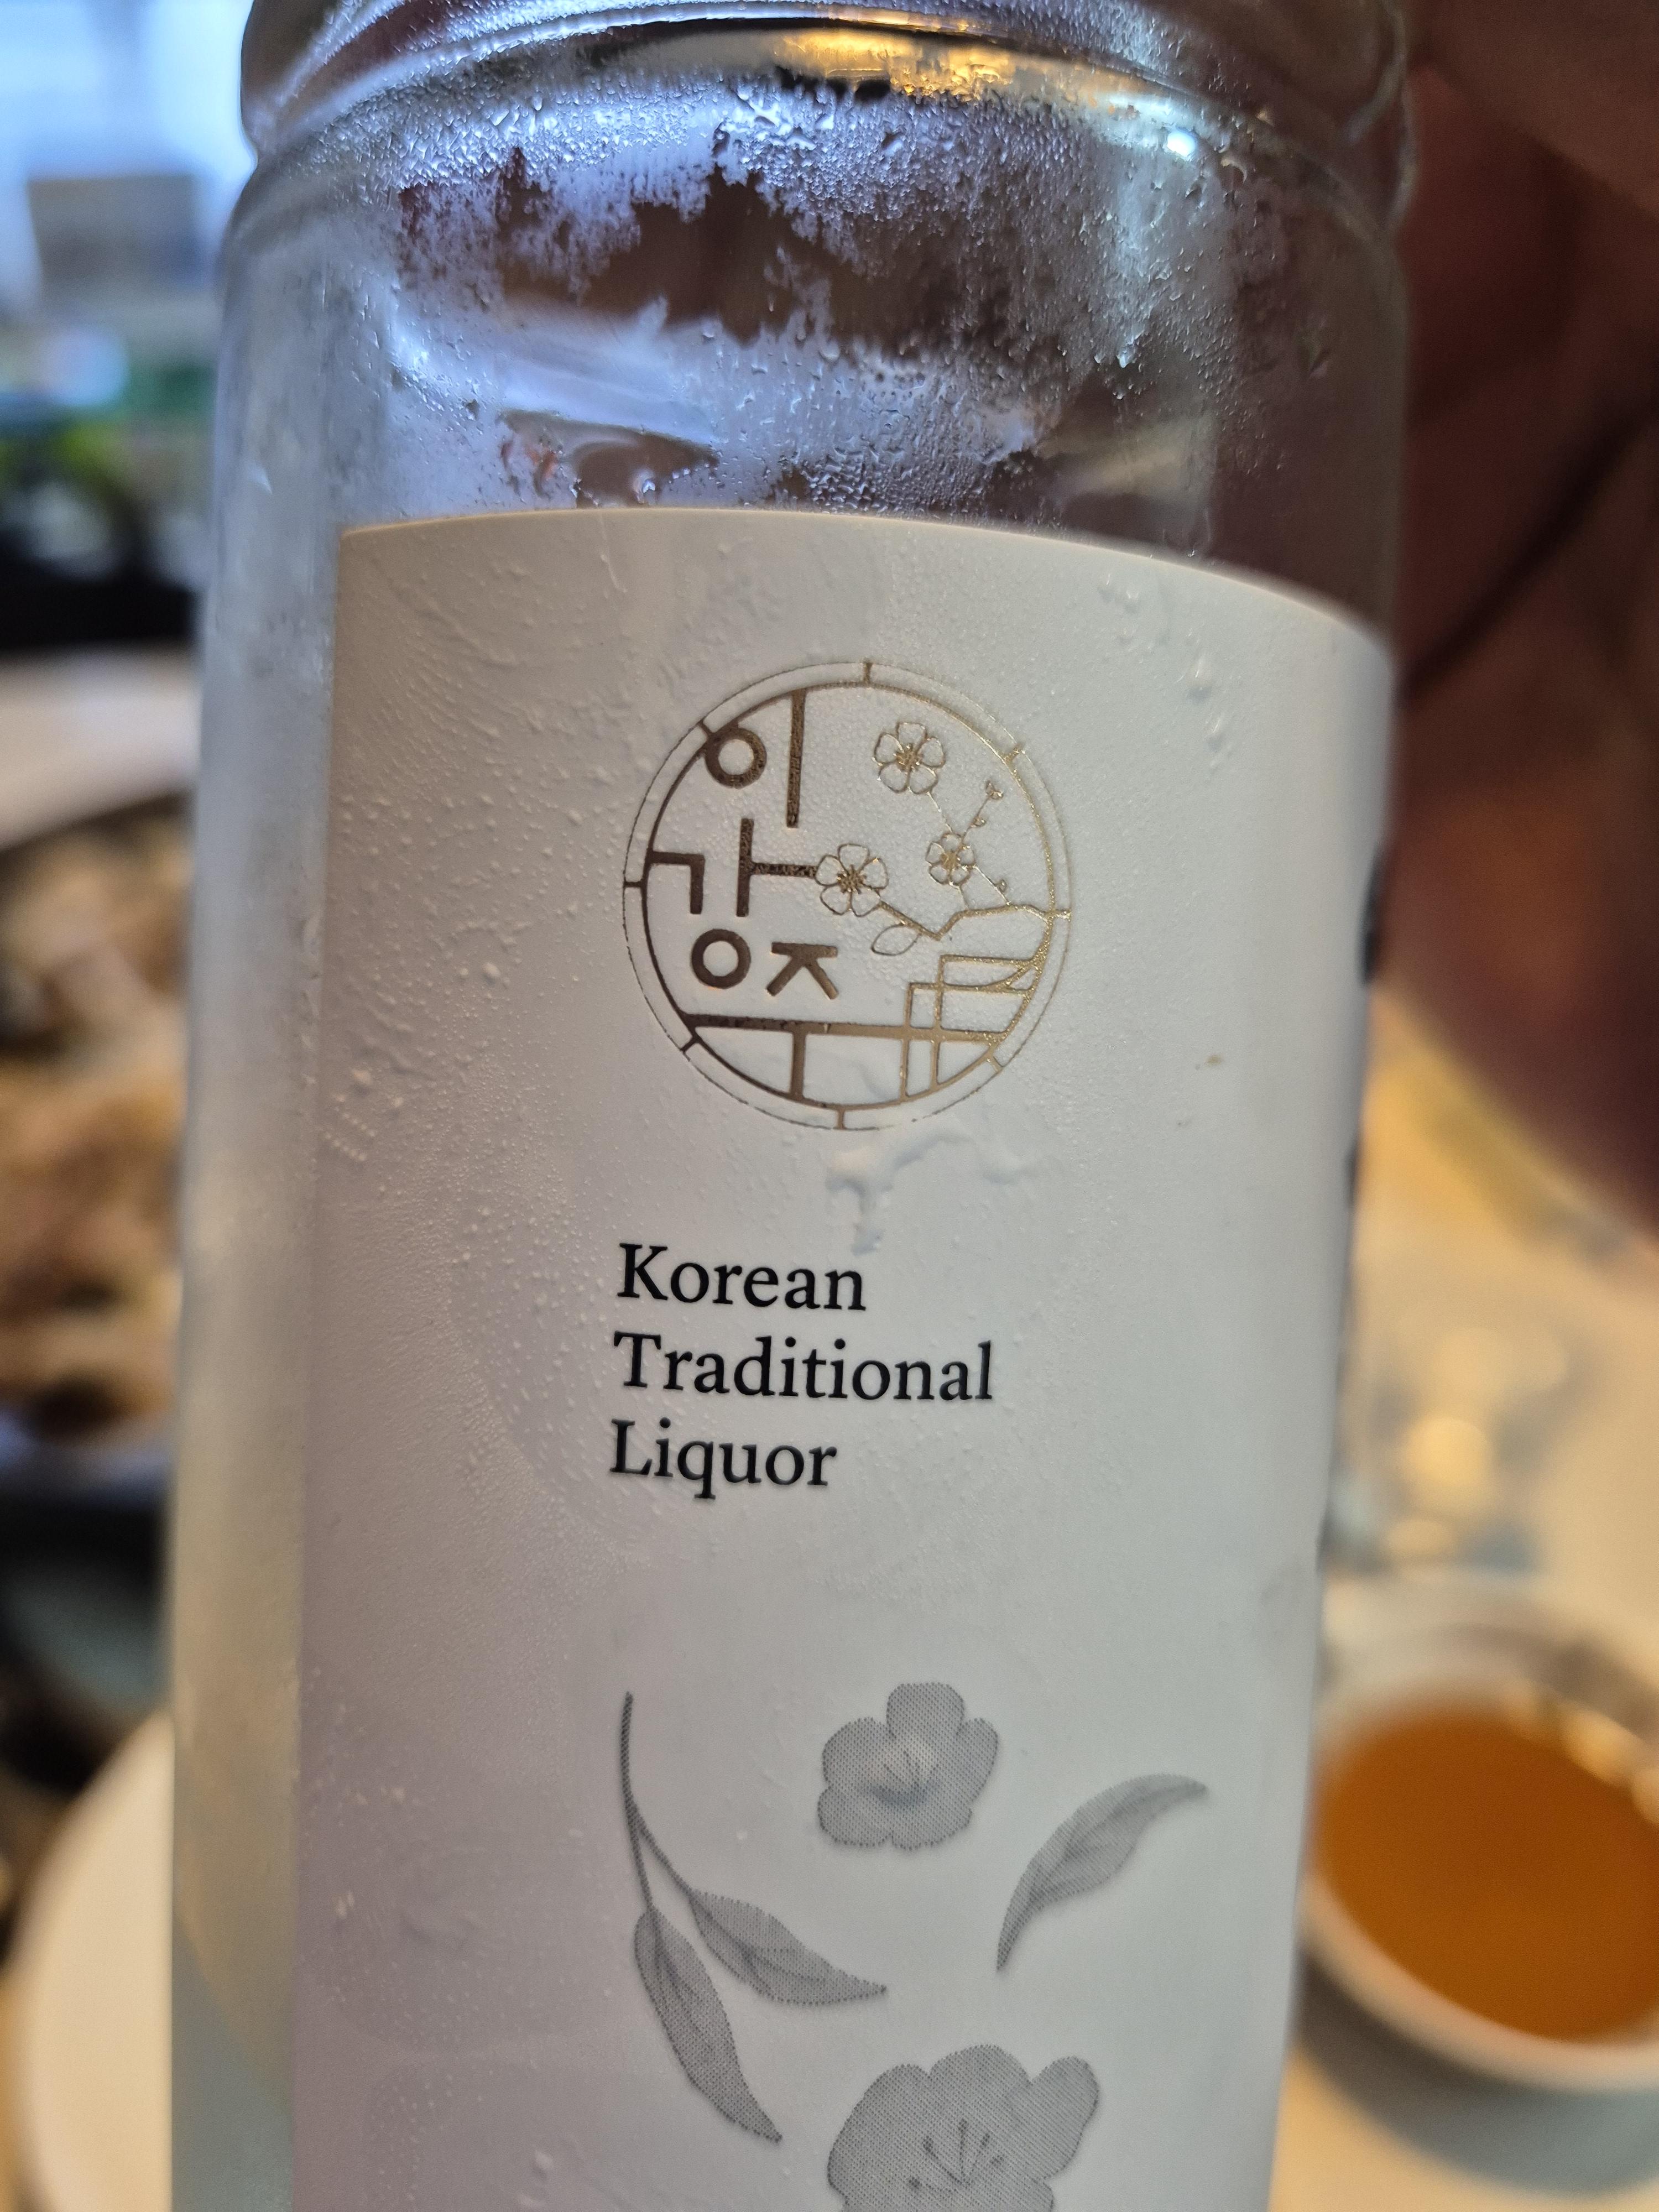 이
강
주
Korean
Traditional
Liquor